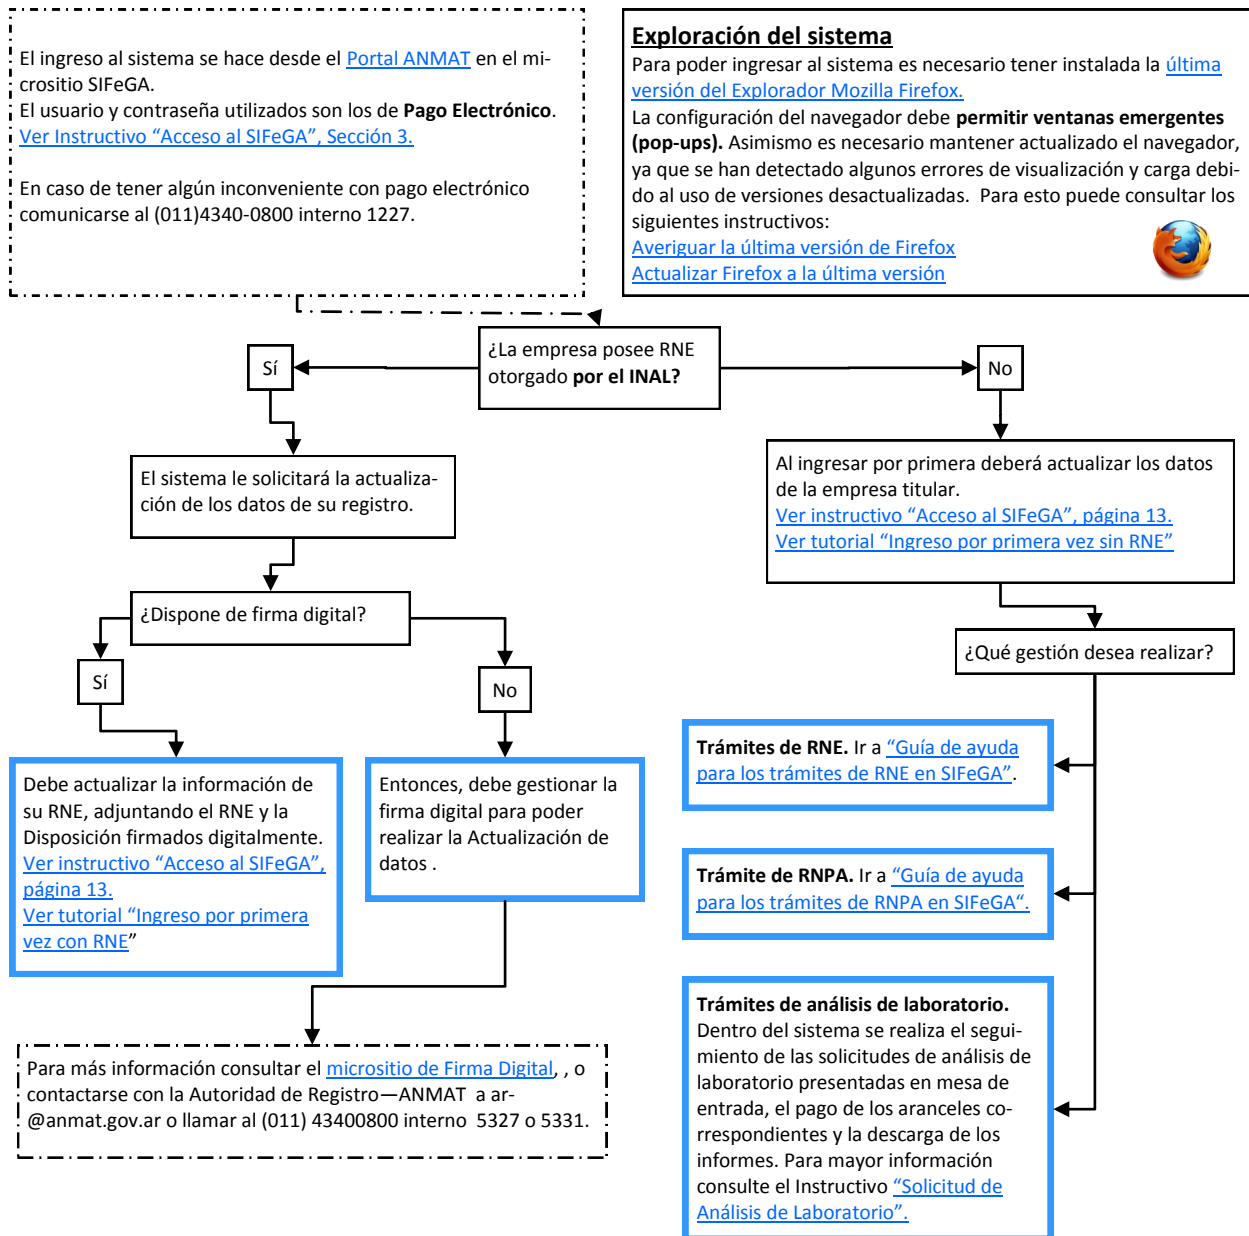 El ingreso al sistema se hace desde el Portal ANMAT en el mi-
crositio SIFeGA.
El usuario y contraseña utilizados son los de Pago Electrónico.
Ver Instructivo “Acceso al SIFeGA”, Sección 3.
En caso de tener algún inconveniente con pago electrónico
comunicarse al (011)4340-0800 interno 1227.
Exploración del sistema
Para poder ingresar al sistema es necesario tener instalada la última
versión del Explorador Mozilla Firefox.
La configuración del navegador debe permitir ventanas emergentes
(pop-ups). Asimismo es necesario mantener actualizado el navegador,
ya que se han detectado algunos errores de visualización y carga debi-
do al uso de versiones desactualizadas.  Para esto puede consultar los
siguientes instructivos:
Averiguar la última versión de Firefox
Actualizar Firefox a la última versión
¿La empresa posee RNE
otorgado por el INAL?
Sí
No
El sistema le solicitará la actualiza-
ción de los datos de su registro.
Al ingresar por primera deberá actualizar los datos
de la empresa titular.
Ver instructivo “Acceso al SIFeGA”, página 13.
Ver tutorial “Ingreso por primera vez sin RNE”
¿Dispone de firma digital?
¿Qué gestión desea realizar?
Sí
No
Debe actualizar la información de
su RNE, adjuntando el RNE y la
Disposición firmados digitalmente.
Ver instructivo “Acceso al SIFeGA”,
página 13.
Ver tutorial “Ingreso por primera
vez con RNE”
Entonces, debe gestionar la
firma digital para poder
realizar la Actualización de
datos .
Trámites de RNE. Ir a “Guía de ayuda
para los trámites de RNE en SIFeGA”.
Trámite de RNPA. Ir a “Guía de ayuda
para los trámites de RNPA en SIFeGA“.
Trámites de análisis de laboratorio.
Dentro del sistema se realiza el segui-
miento de las solicitudes de análisis de
laboratorio presentadas en mesa de
entrada, el pago de los aranceles co-
rrespondientes y la descarga de los
informes. Para mayor información
consulte el Instructivo “Solicitud de
Análisis de Laboratorio”.
Para más información consultar el micrositio de Firma Digital, , o
contactarse con la Autoridad de Registro—ANMAT  a ar-
@anmat.gov.ar o llamar al (011) 43400800 interno  5327 o 5331.